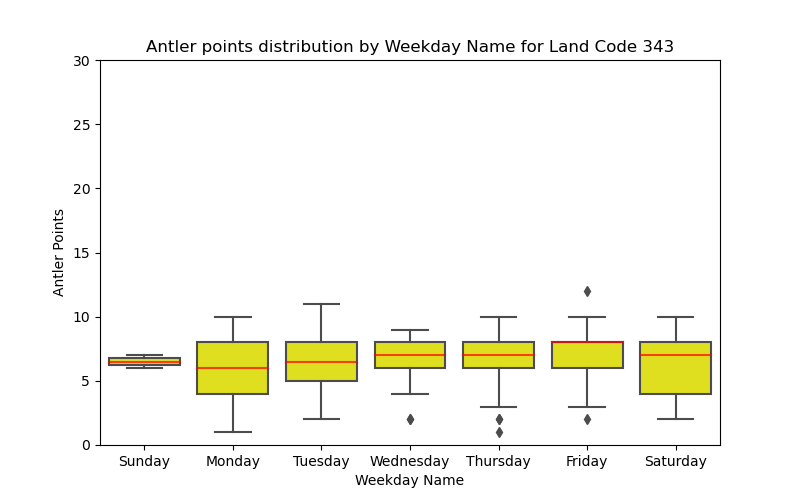 Antler points distribution by Weekday Name for Land Code 343
30
25
20
15
10
5
0
Antler Points
Sunday Monday Tuesday Wednesday Thursday Friday Saturday
Weekday Name